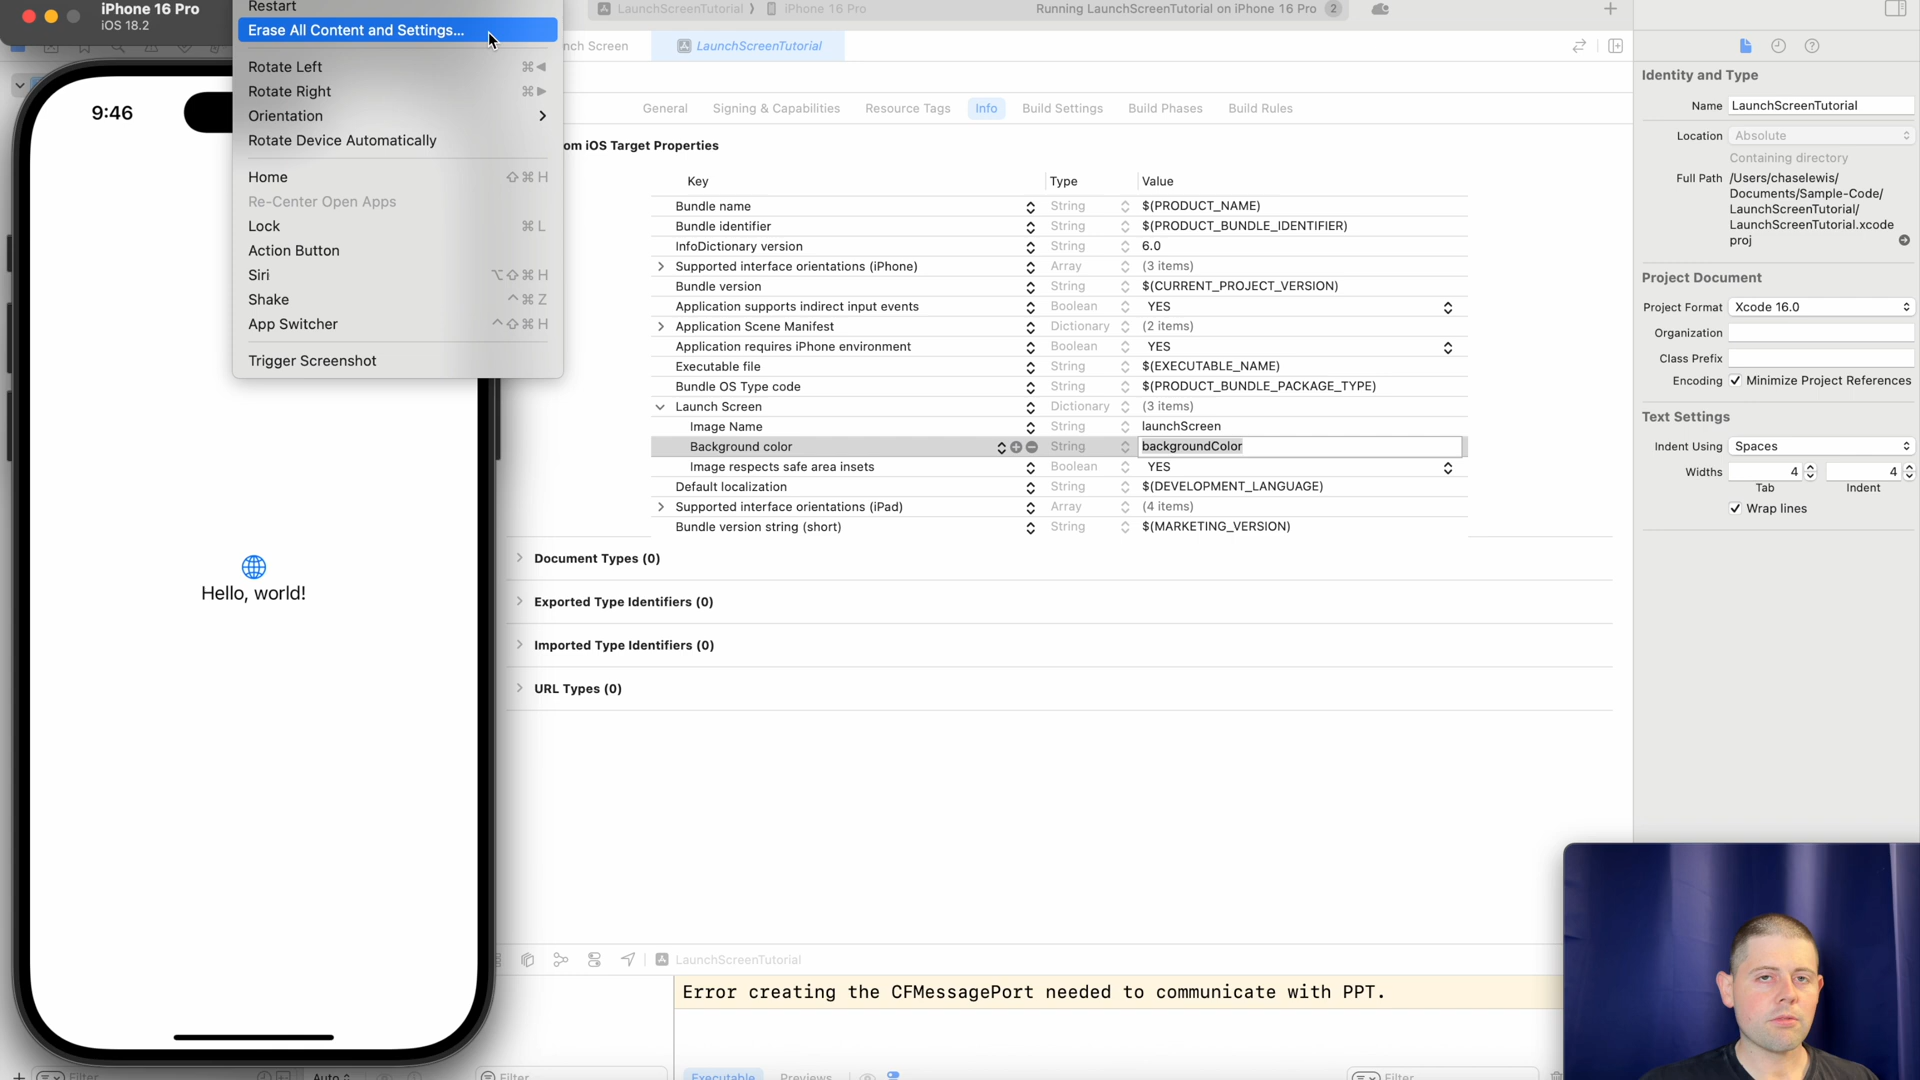 iPhone 16 Pro
iOS 18.2
Restart
Erase All Content and Settings...
Rotate Left ⌘◀
Rotate Right ⌘▶
Orientation
Rotate Device Automatically
Home ⇧⌘H
Re-Center Open Apps
Lock ⌘L
Action Button
Siri ⌥⇧⌘H
Shake ^⌘Z
App Switcher ^⇧⌘H
Trigger Screenshot
9:46
Hello, world!
LaunchScreenTutorial iPhone 16 Pro
Running LaunchScreenTutorial on iPhone 16 Pro 2
nch Screen
LaunchScreenTutorial
General Signing & Capabilities Resource Tags Info Build Settings Build Phases Build Rules
om iOS Target Properties
Key Type Value
Bundle name String $(PRODUCT_NAME)
Bundle identifier String $(PRODUCT_BUNDLE_IDENTIFIER)
InfoDictionary version String 6.0
Supported interface orientations (iPhone) Array (3 items)
Bundle version String $(CURRENT_PROJECT_VERSION)
Application supports indirect input events Boolean YES
Application Scene Manifest Dictionary (2 items)
Application requires iPhone environment Boolean YES
Executable file String $(EXECUTABLE_NAME)
Bundle OS Type code String $(PRODUCT_BUNDLE_PACKAGE_TYPE)
Launch Screen Dictionary (3 items)
Image Name String launchScreen
Background color String backgroundColor
Image respects safe area insets Boolean YES
Default localization String $(DEVELOPMENT_LANGUAGE)
Supported interface orientations (iPad) Array (4 items)
Bundle version string (short) String $(MARKETING_VERSION)
Document Types (0)
Exported Type Identifiers (0)
Imported Type Identifiers (0)
URL Types (0)
LaunchScreenTutorial
Error creating the CFMessagePort needed to communicate with PPT.
Filter Auto Filter Executable Previews Filter
Identity and Type
Name LaunchScreenTutorial
Location Absolute
Containing directory
Full Path /Users/chaselewis/
Documents/Sample-Code/
LaunchScreenTutorial/
LaunchScreenTutorial.xcode
proj
Project Document
Project Format Xcode 16.0
Organization
Class Prefix
Encoding Minimize Project References
Text Settings
Indent Using Spaces
Widths 4 4
Tab Indent
Wrap lines